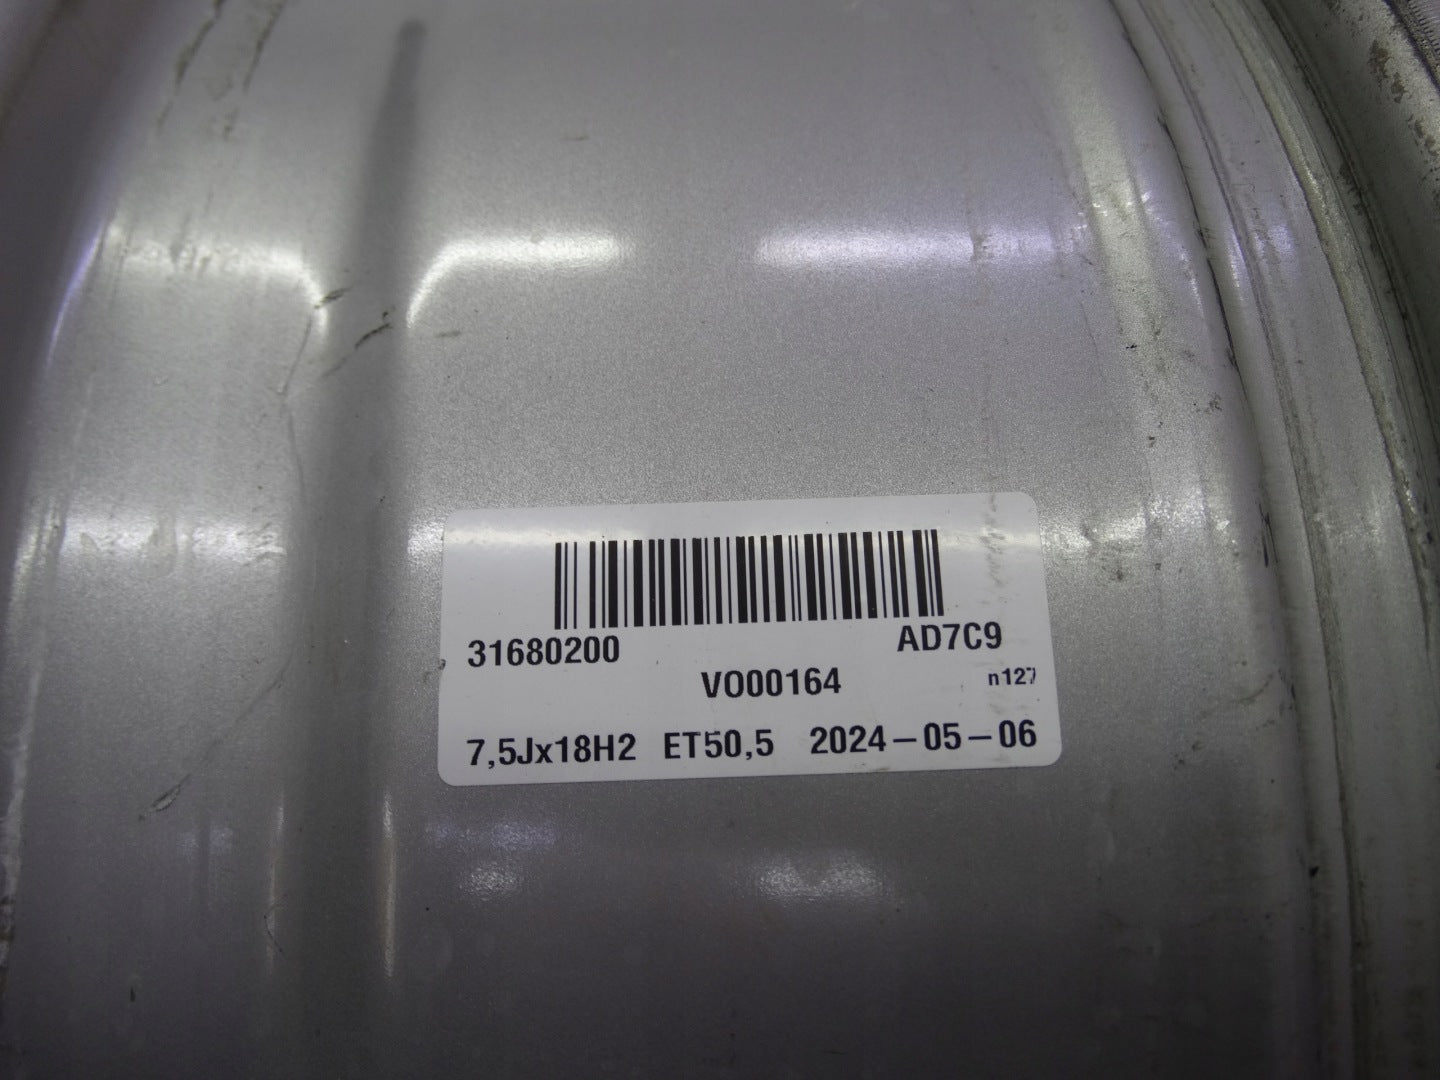 31680200 AD7C9
VO00164 n127
7,5Jx18H2 ET50,5 2024-05-06